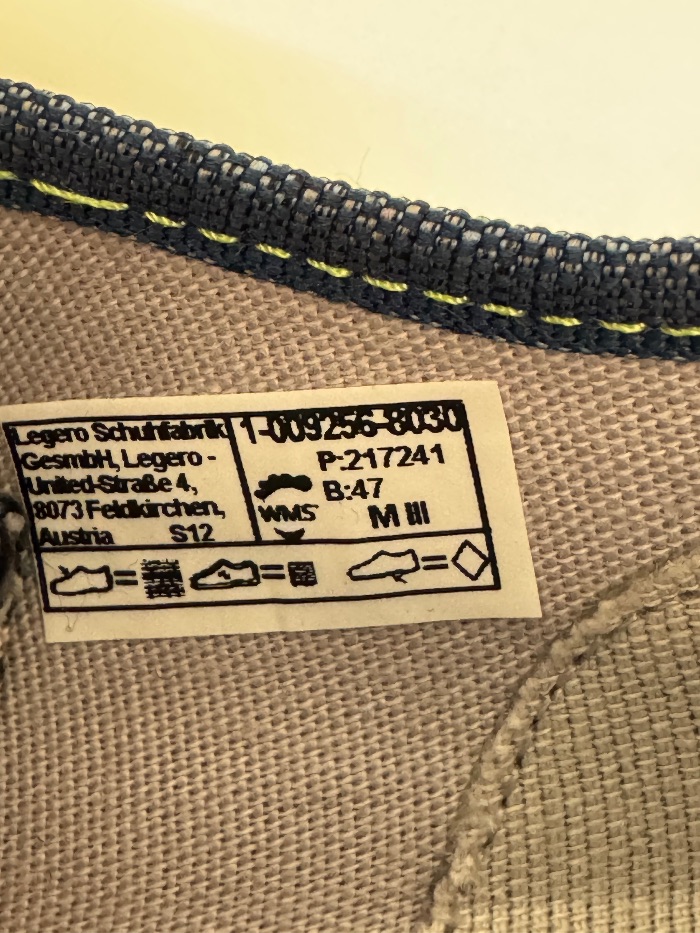 Legero Schuhfabrik
GesmbH, Legero -
United-Straße 4,
8073 Feldkirchen,
Austria S12
1-009256-8030
P:217241
B:47
WMS
M III
= = =